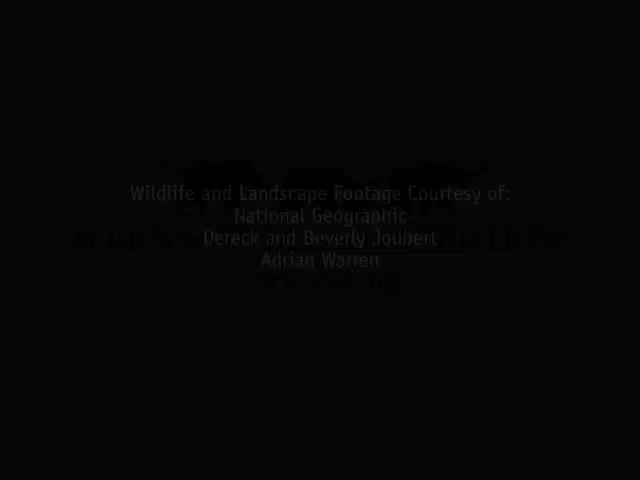 Wildlife and Landscape Footage Courtesy of:
National Geographic
Dereck and Beverly Joubert
Adrian Warren